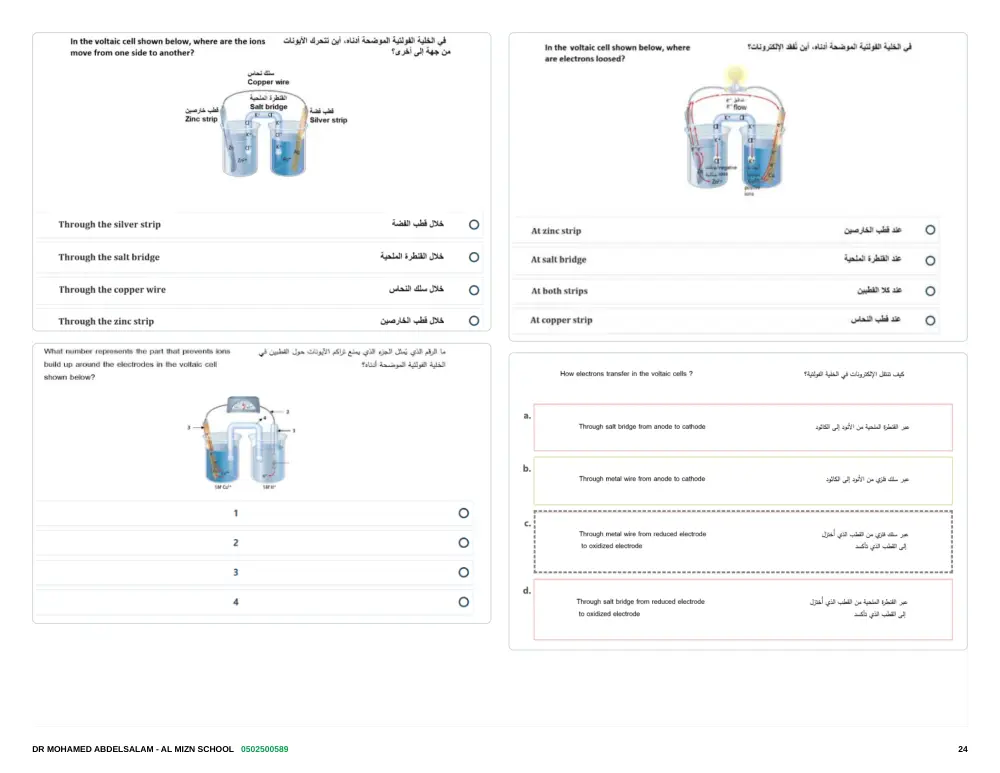 In the voltaic cell shown below, where are the ions
move from one side to another?
في الخلية الفولتية الموضحة أدناه، أين تتحرك الأيونات
من جهة إلى أخرى؟
سلك نحاس
Copper wire
القنطرة الملحية
Salt bridge
قطب خارصين
Zinc strip
قطب فضة
Silver strip
Through the silver strip
خلال قطب الفضة
Through the salt bridge
خلال القنطرة الملحية
Through the copper wire
خلال سلك النحاس
Through the zinc strip
خلال قطب الخارصين
In the voltaic cell shown below, where
are electrons loosed?
في الخلية الفولتية الموضحة أدناه، أين تُفقد الإلكترونات؟
e⁻ تدفق
e⁻ flow
At zinc strip
عند قطب الخارصين
At salt bridge
عند القنطرة الملحية
At both strips
عند كلا القطبين
At copper strip
عند قطب النحاس
What number represents the part that prevents ions
build up around the electrodes in the voltaic cell
shown below?
ما الرقم الذي يُمثل الجزء الذي يمنع تراكم الأيونات حول القطبين في
الخلية الفولتية الموضحة أدناه؟
1
2
3
4
How electrons transfer in the voltaic cells ?
كيف تنتقل الإلكترونات في الخلية الفولتية؟
a.
Through salt bridge from anode to cathode
عبر القنطرة الملحية من الأنود إلى الكاثود
b.
Through metal wire from anode to cathode
عبر سلك فلزي من الأنود إلى الكاثود
c.
Through metal wire from reduced electrode
to oxidized electrode
عبر سلك فلزي من القطب الذي أُختزل
إلى القطب الذي تأكسد
d.
Through salt bridge from reduced electrode
to oxidized electrode
عبر القنطرة الملحية من القطب الذي أُختزل
إلى القطب الذي تأكسد
DR MOHAMED ABDELSALAM - AL MIZN SCHOOL 0502500589
24